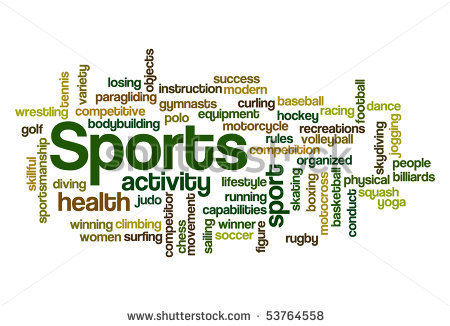 losing
objects
variety
tennis
paragliding
instruction
success
modern
wrestling
competitive
gymnasts
curling
baseball
football
dance
golf
bodybuilding
polo
equipment
hockey
racing
motorcycle
recreations
Sports
rules
volleyball
jogging
skydiving
competition
organized
people
skillful
sportsmanship
diving
activity
lifestyle
sport
skating
boxing
motocross
basketball
physical
billiards
health
judo
running
conduct
squash
yoga
competitor
movement
capabilities
winning
climbing
chess
sailing
winner
figure
women
surfing
soccer
rugby
shutterstock
www.shutterstock.com · 53764558